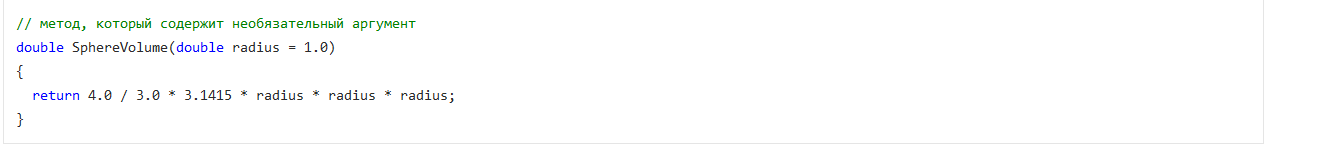 // метод, который содержит необязательный аргумент
double SphereVolume(double radius = 1.0)
{
  return 4.0 / 3.0 * 3.1415 * radius * radius * radius;
}